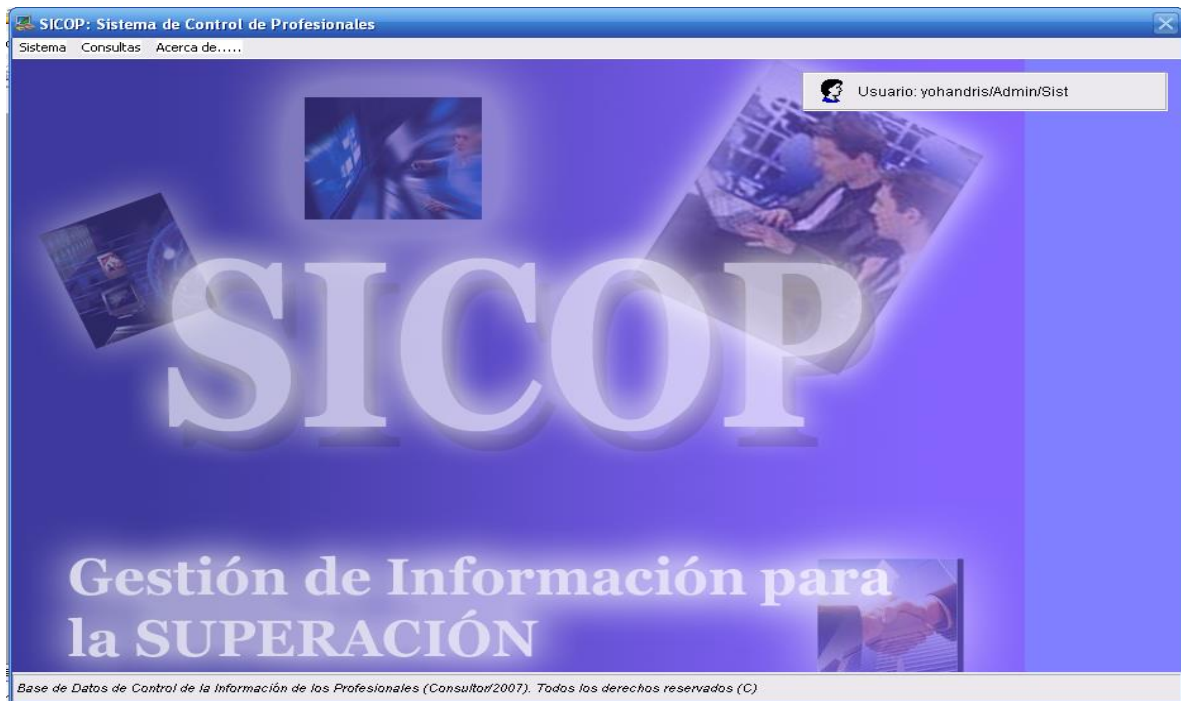 SICOP: Sistema de Control de Profesionales
Sistema Consultas Acerca de.....
Usuario: yohandris/Admin/Sist
SICOP
Gestión de Información para
la SUPERACIÓN
Base de Datos de Control de la Información de los Profesionales (Consultor/2007). Todos los derechos reservados (C)